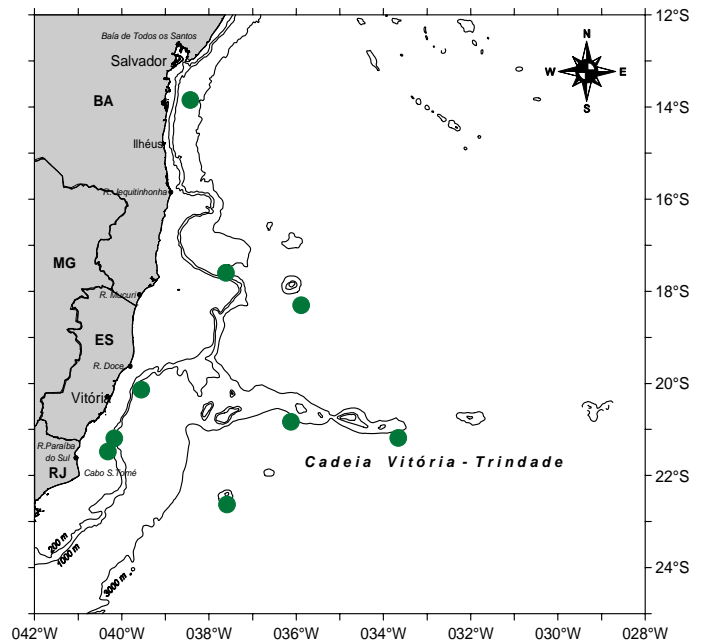 12°S
Baía de Todos os Santos
N
Salvador
W
E
BA
S
14°S
Ilhéus
R. Jequitinhonha
16°S
MG
R. Mucuri
18°S
ES
R. Doce
20°S
Vitória
R.Paraíba
do Sul
RJ
Cabo S.Tomé
Cadeia Vitória - Trindade
22°S
200 m
1000 m
3000 m
24°S
42°W 040°W 038°W 036°W 034°W 032°W 030°W 28°W